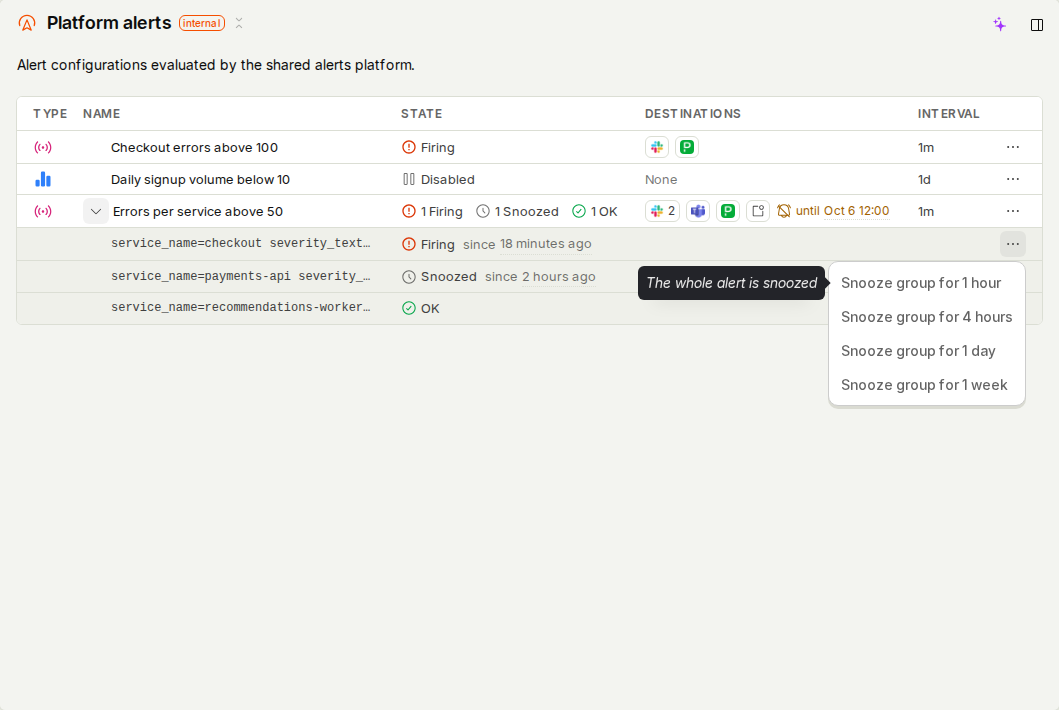 Platform alerts internal
Alert configurations evaluated by the shared alerts platform.
TYPE NAME STATE DESTINATIONS INTERVAL
Checkout errors above 100 Firing 1m
Daily signup volume below 10 Disabled None 1d
Errors per service above 50 1 Firing 1 Snoozed 1 OK 2 until Oct 6 12:00 1m
service_name=checkout severity_text… Firing since 18 minutes ago
service_name=payments-api severity_… Snoozed since 2 hours ago
service_name=recommendations-worker… OK
The whole alert is snoozed
Snooze group for 1 hour
Snooze group for 4 hours
Snooze group for 1 day
Snooze group for 1 week